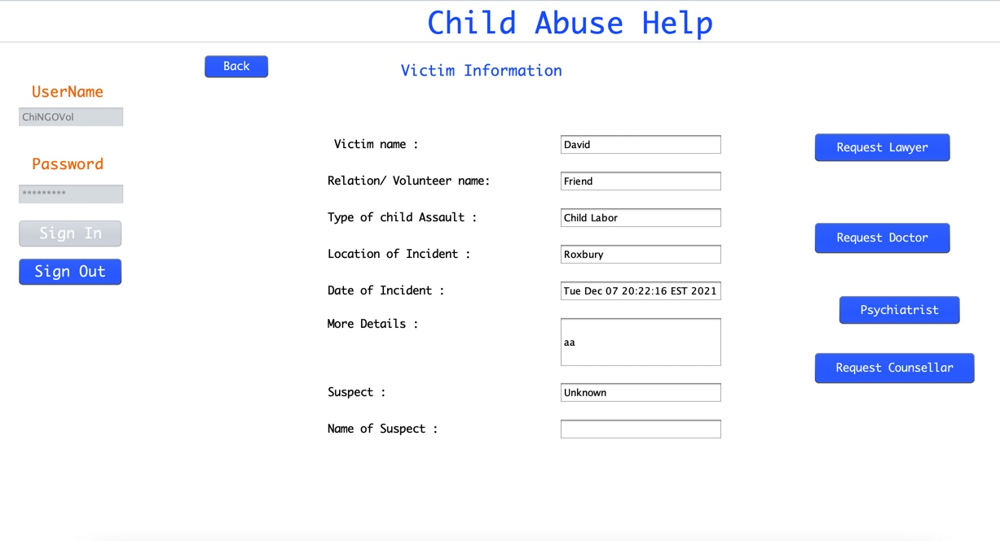 Child Abuse Help
Back
Victim Information
UserName
ChiNGOVol
Password
*********
Sign In
Sign Out
Victim name :
David
Relation/ Volunteer name:
Friend
Type of child Assault :
Child Labor
Location of Incident :
Roxbury
Date of Incident :
Tue Dec 07 20:22:16 EST 2021
More Details :
aa
Suspect :
Unknown
Name of Suspect :
Request Lawyer
Request Doctor
Psychiatrist
Request Counsellar